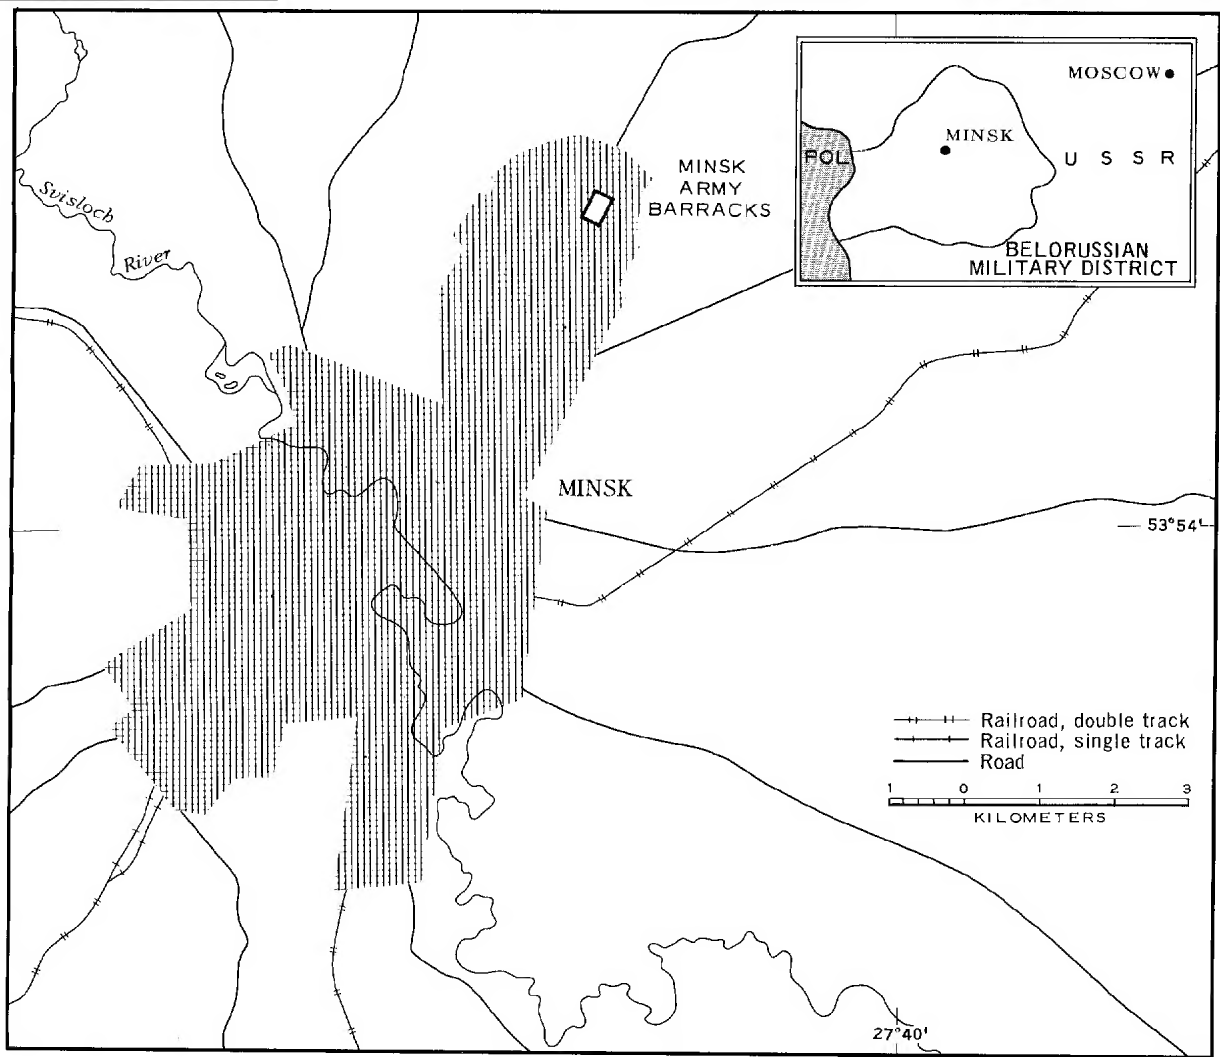 MOSCOW
MINSK
POL
U S S R
BELORUSSIAN
MILITARY DISTRICT
MINSK
ARMY
BARRACKS
Svisloch
River
MINSK
53°54'
Railroad, double track
Railroad, single track
Road
1 0 1 2 3
KILOMETERS
27°40'